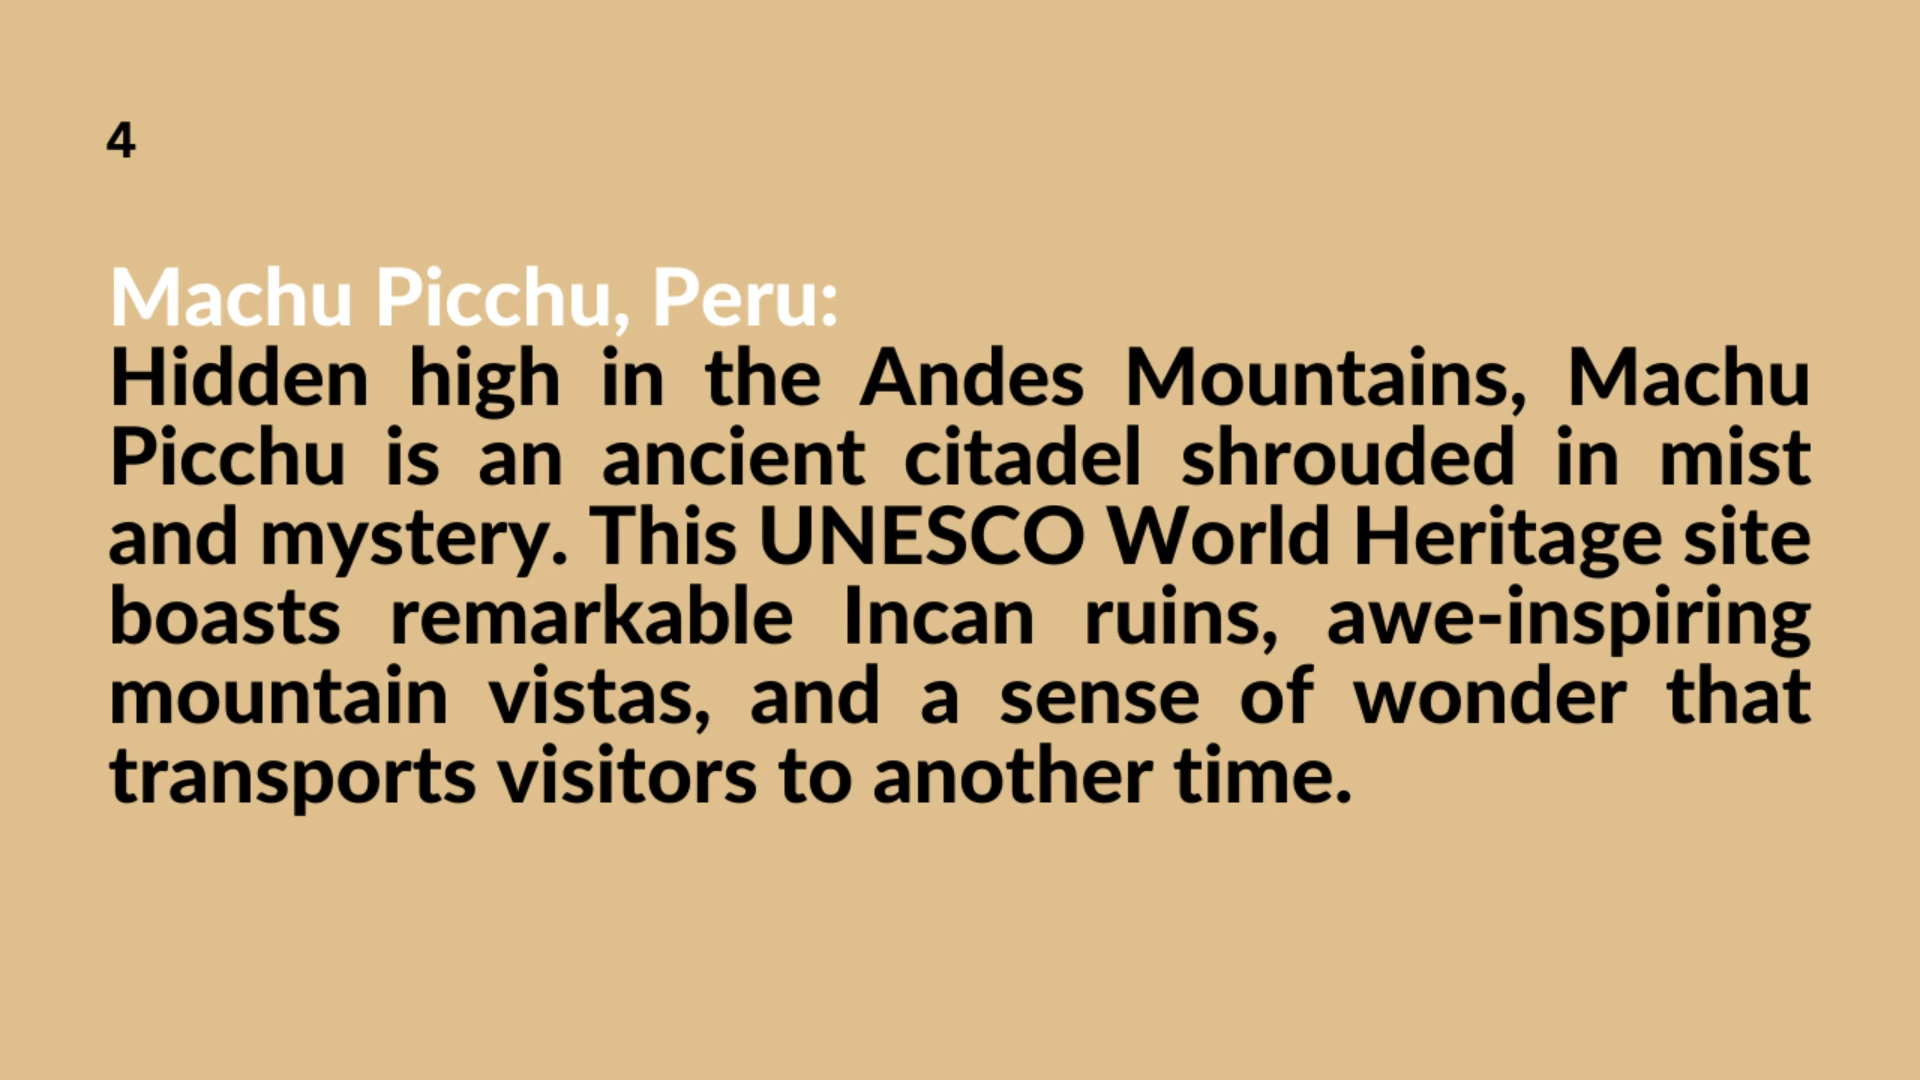 4
Machu Picchu, Peru:
Hidden high in the Andes Mountains, Machu
Picchu is an ancient citadel shrouded in mist
and mystery. This UNESCO World Heritage site
boasts remarkable Incan ruins, awe-inspiring
mountain vistas, and a sense of wonder that
transports visitors to another time.